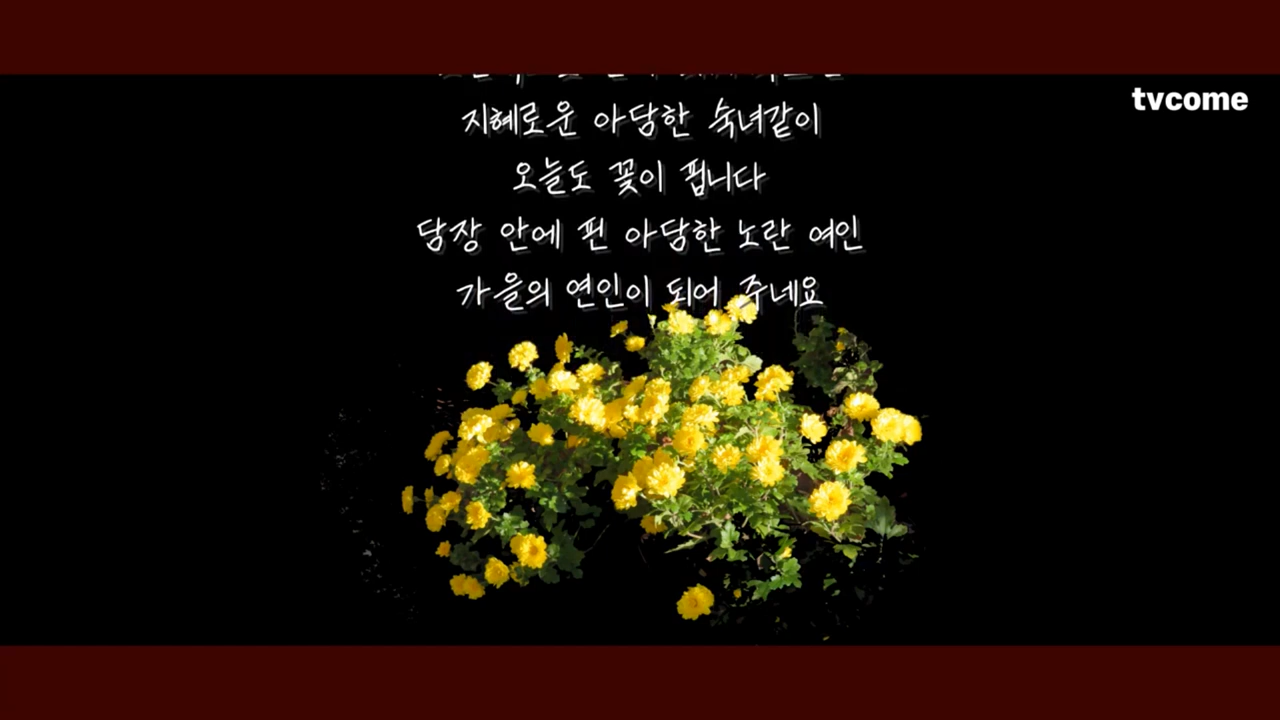 tvcome
지혜로운 아담한 숙녀같이
오늘도 꽃이 핍니다
담장 안에 핀 아담한 노란 여인
가을의 연인이 되어 주네요